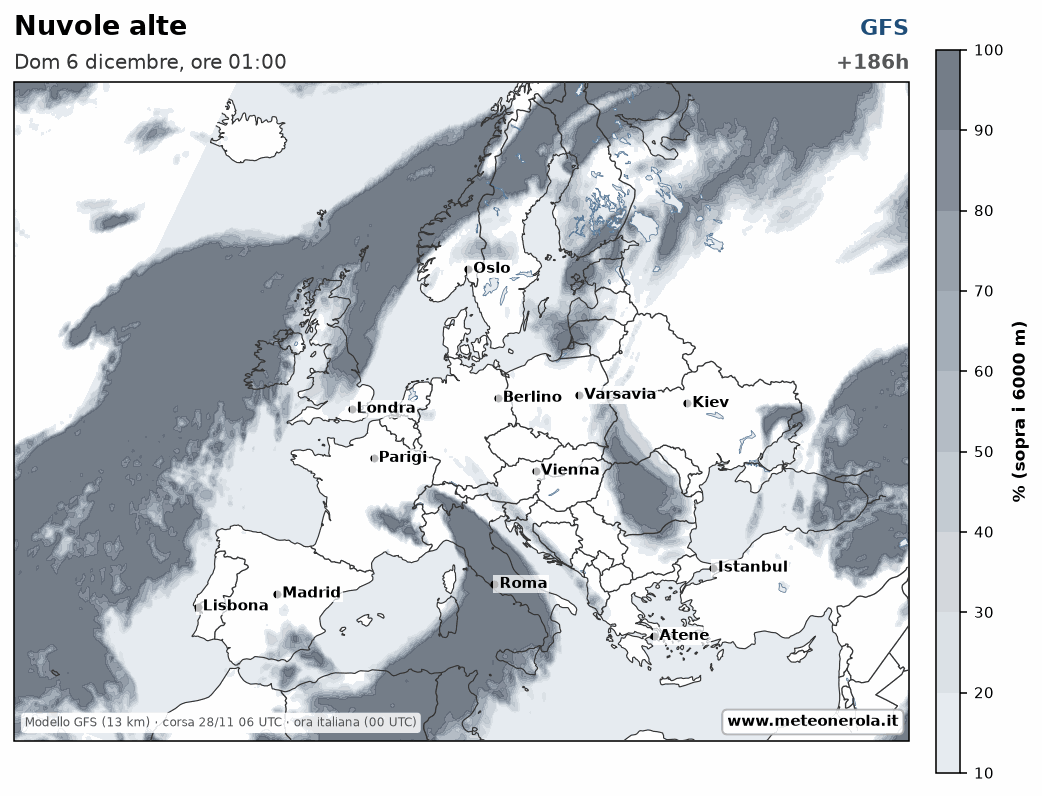 Nuvole alte
GFS
Dom 6 dicembre, ore 01:00
+186h
100
90
80
70
60
50
40
30
20
10
% (sopra i 6000 m)
Oslo
Londra
Berlino
Varsavia
Kiev
Parigi
Vienna
Istanbul
Roma
Madrid
Lisbona
Atene
Modello GFS (13 km) · corsa 28/11 06 UTC · ora italiana (00 UTC)
www.meteonerola.it